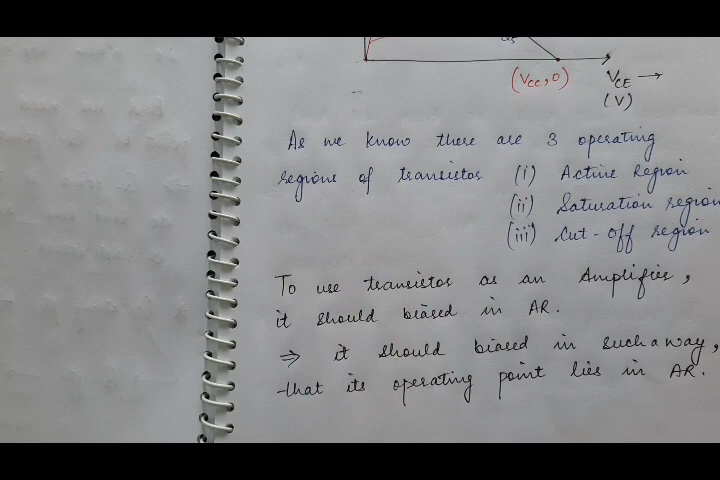 (VCC, 0)
VCE →
(V)
As we know there are 3 operating
regions of transistor (i) Active Region
(ii) Saturation region
(iii) Cut-Off region
To use transistor as an Amplifier,
it should biased in AR.
⇒ it should biased in such a way,
that its operating point lies in AR.